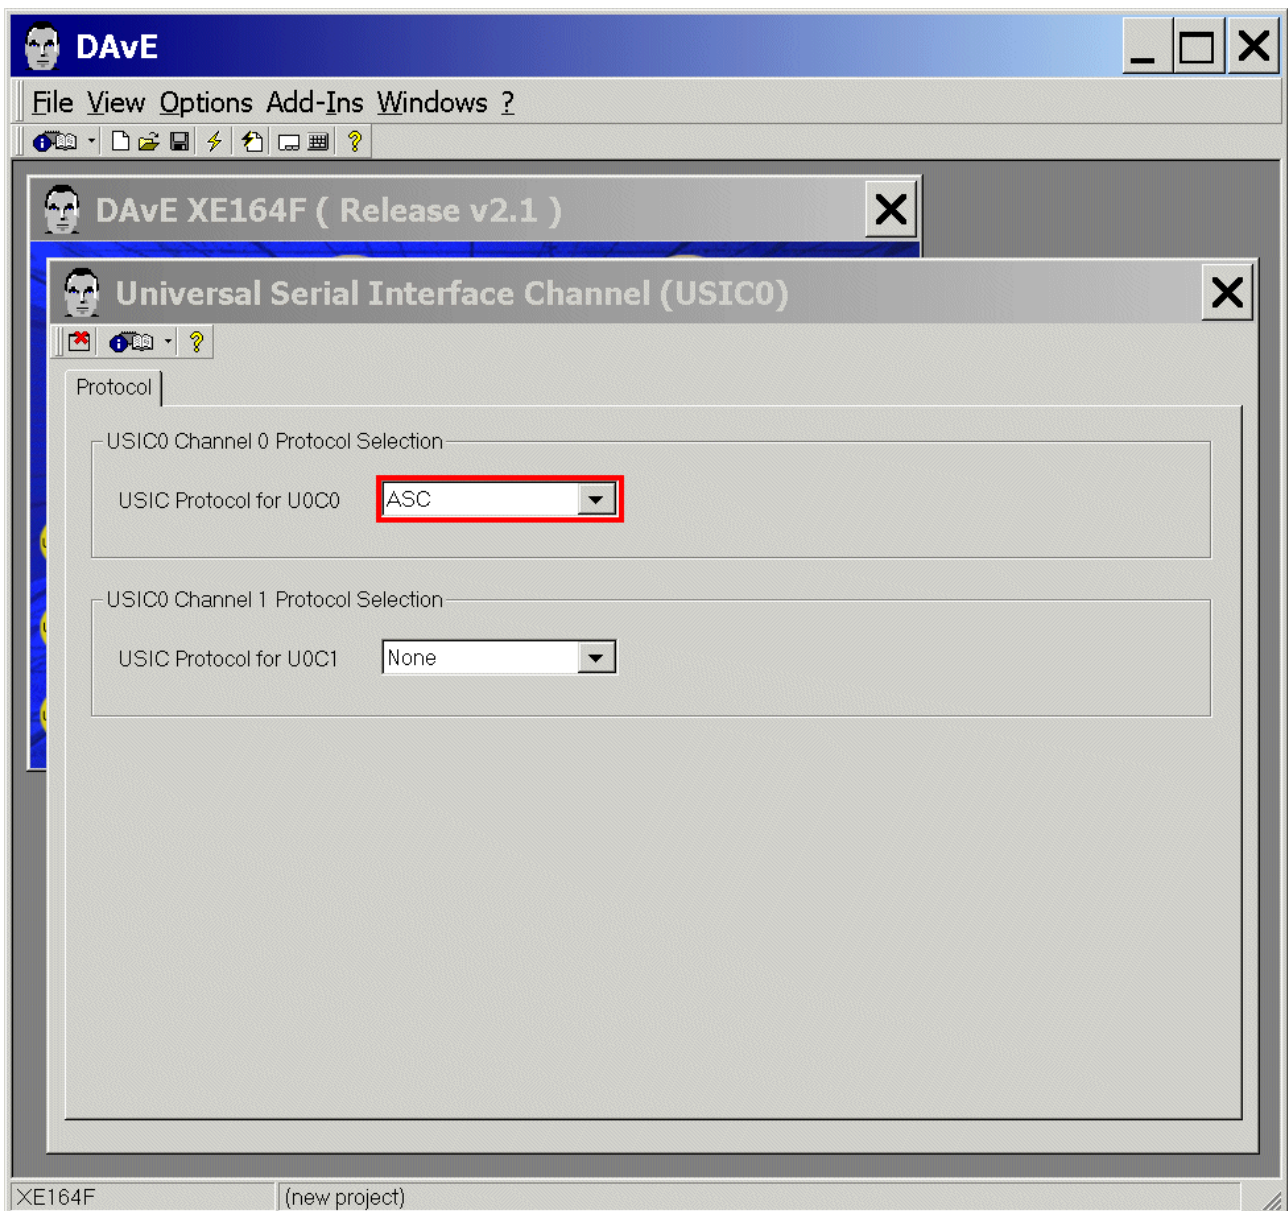 DAvE
File View Options Add-Ins Windows ?
DAvE XE164F ( Release v2.1 )
Universal Serial Interface Channel (USIC0)
Protocol
USIC0 Channel 0 Protocol Selection
USIC Protocol for U0C0 ASC
USIC0 Channel 1 Protocol Selection
USIC Protocol for U0C1 None
XE164F (new project)